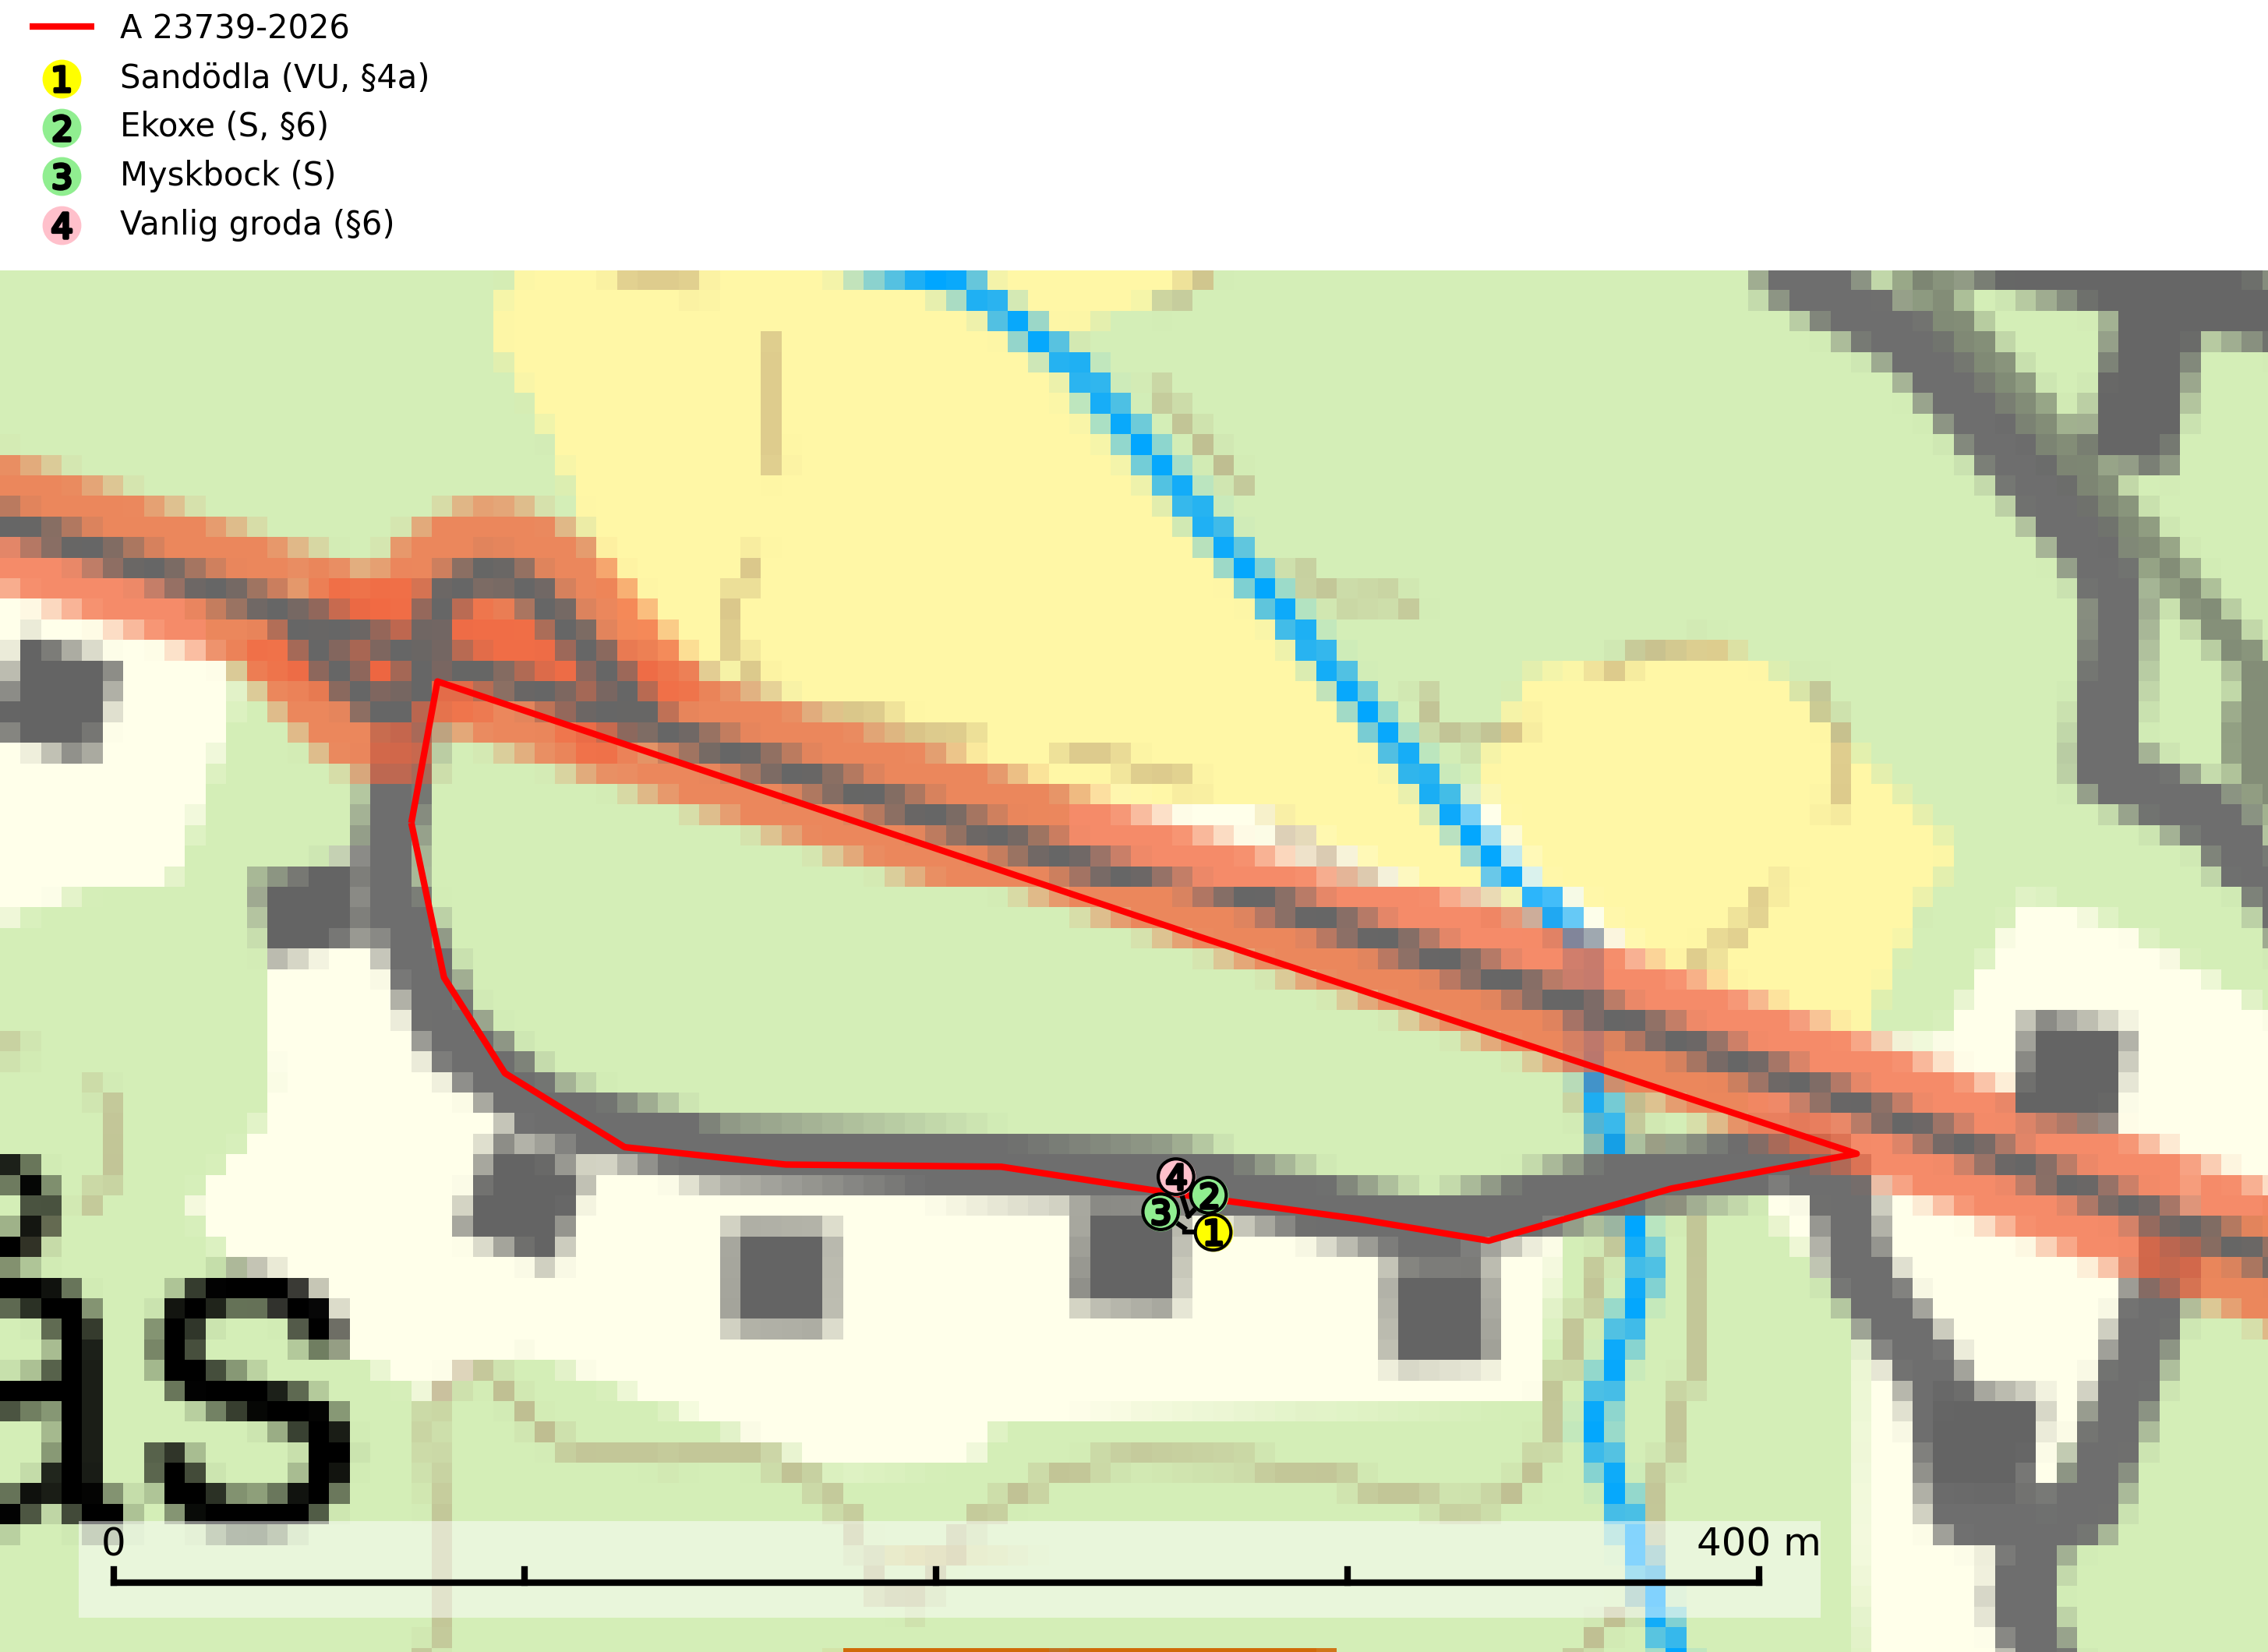 A 23739-2026
1 Sandödla (VU, §4a)
2 Ekoxe (S, §6)
3 Myskbock (S)
4 Vanlig groda (§6)
4
2
3
1
as
0 400 m